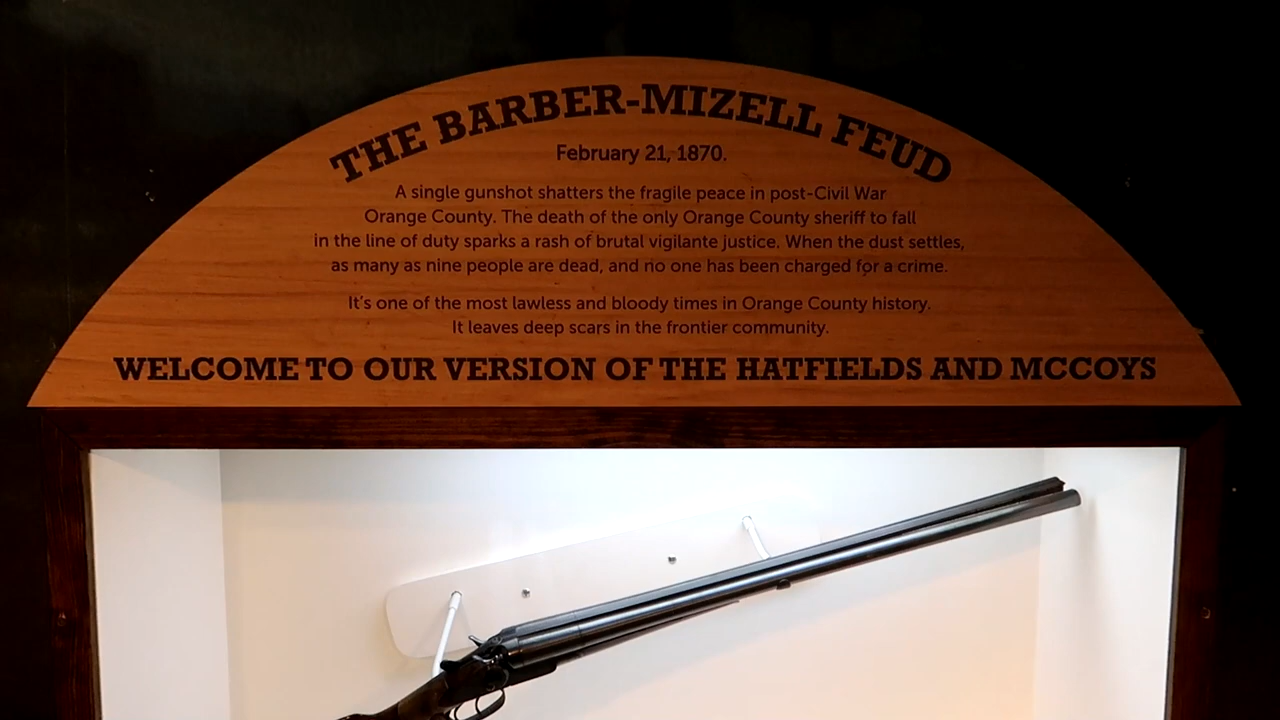 THE BARBER-MIZELL FEUD
February 21, 1870.
A single gunshot shatters the fragile peace in post-Civil War
Orange County. The death of the only Orange County sheriff to fall
in the line of duty sparks a rash of brutal vigilante justice. When the dust settles,
as many as nine people are dead, and no one has been charged for a crime.
It's one of the most lawless and bloody times in Orange County history.
It leaves deep scars in the frontier community.
WELCOME TO OUR VERSION OF THE HATFIELDS AND MCCOYS